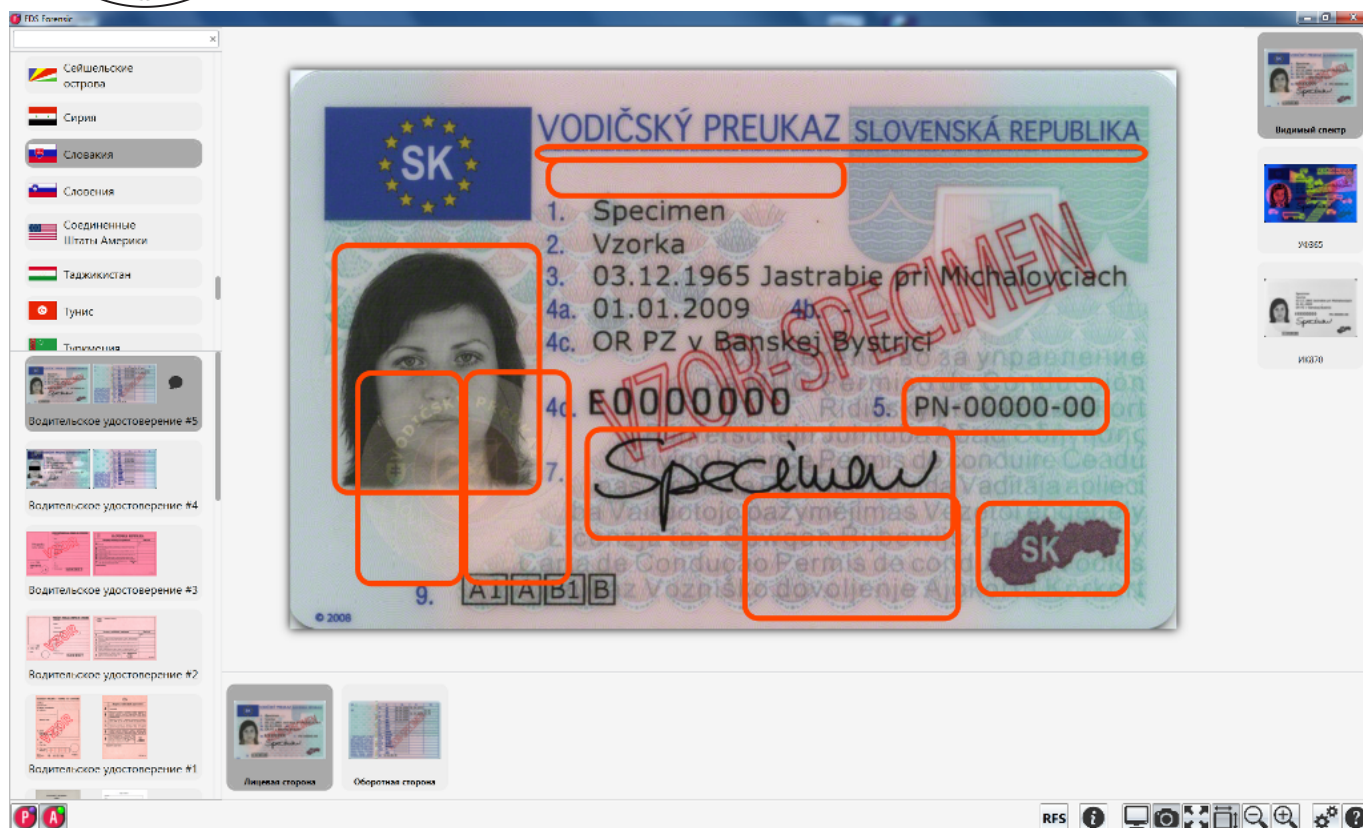 FDS Forensic
Сейшельские
острова
Сирия
Словакия
Словения
Соединенные
Штаты Америки
Таджикистан
Тунис
Туркмения
Водительское удостоверение #5
Водительское удостоверение #4
Водительское удостоверение #3
Водительское удостоверение #2
Водительское удостоверение #1
SK
VODIČSKÝ PREUKAZ SLOVENSKÁ REPUBLIKA
1. Specimen
2. Vzorka
3. 03.12.1965 Jastrabie pri Michalovciach
4a. 01.01.2009 4b. -
4c. OR PZ v Banskej Bystrici
4d. E0000000 5. PN-00000-00
VZOR-SPECIMEN
7. Specimen
SK
9. A1 A B1 B
© 2008
Видимый спектр
УФ365
ИК870
Лицевая сторона
Оборотная сторона
P A
RFS